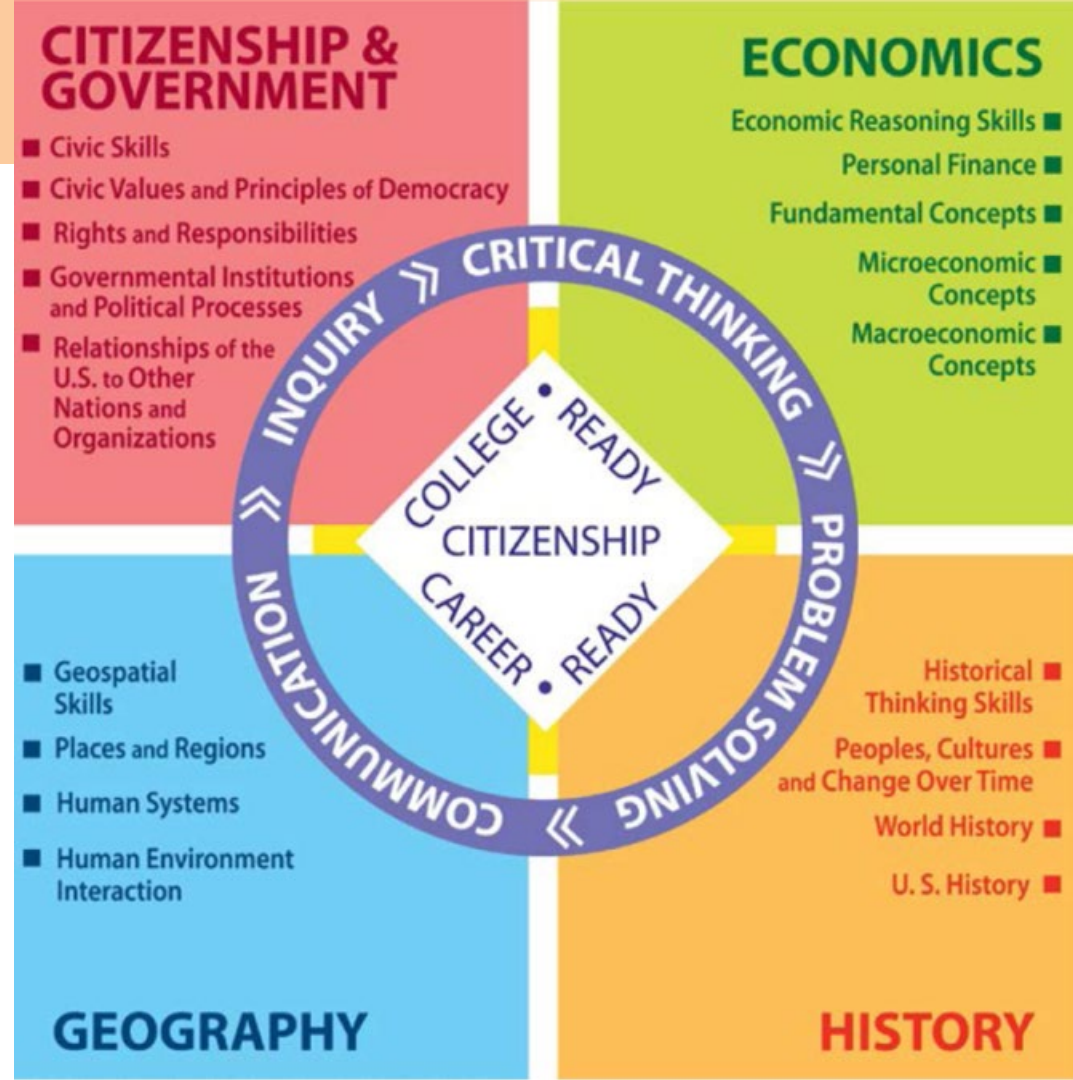 CITIZENSHIP &
GOVERNMENT
■ Civic Skills
■ Civic Values and Principles of Democracy
■ Rights and Responsibilities
■ Governmental Institutions
and Political Processes
■ Relationships of the
U.S. to Other
Nations and
Organizations
ECONOMICS
Economic Reasoning Skills ■
Personal Finance ■
Fundamental Concepts ■
Microeconomic ■
Concepts
Macroeconomic ■
Concepts
INQUIRY » CRITICAL THINKING » PROBLEM SOLVING » COMMUNICATION »
COLLEGE • READY
CITIZENSHIP
CAREER • READY
■ Geospatial
Skills
■ Places and Regions
■ Human Systems
■ Human Environment
Interaction
GEOGRAPHY
Historical ■
Thinking Skills
Peoples, Cultures ■
and Change Over Time
World History ■
U. S. History ■
HISTORY